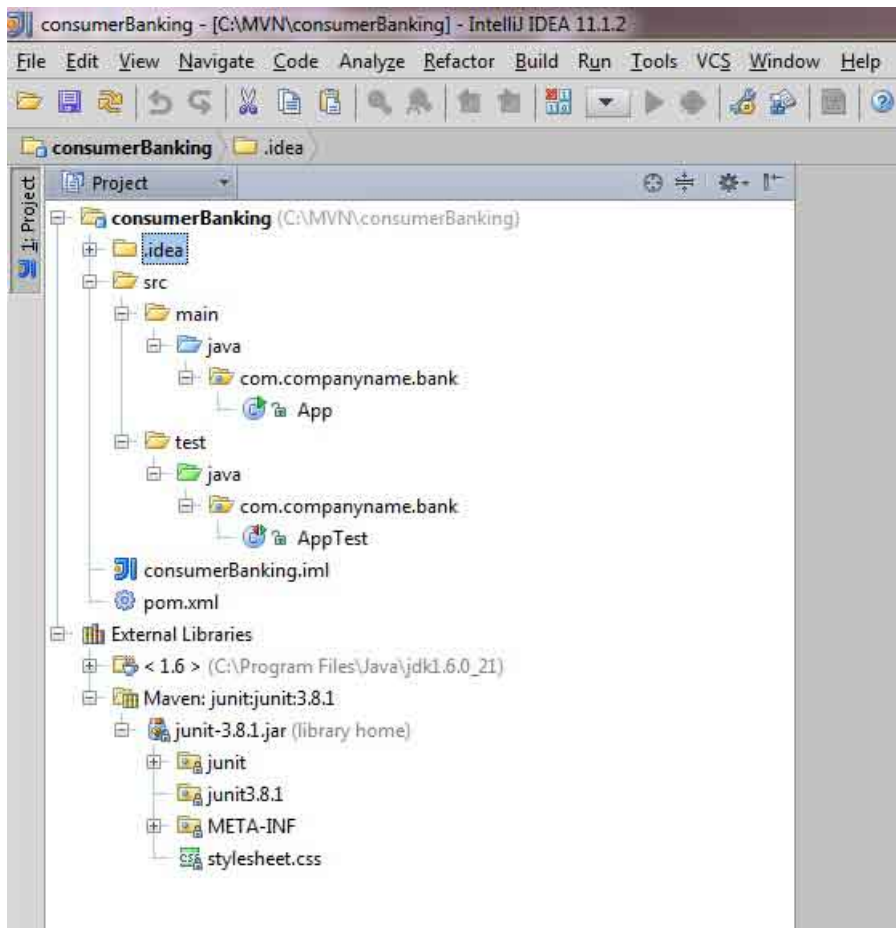 consumerBanking - [C:\MVN\consumerBanking] - IntelliJ IDEA 11.1.2
File Edit View Navigate Code Analyze Refactor Build Run Tools VCS Window Help
consumerBanking .idea
1: Project
Project
consumerBanking (C:\MVN\consumerBanking)
.idea
src
main
java
com.companyname.bank
App
test
java
com.companyname.bank
AppTest
consumerBanking.iml
pom.xml
External Libraries
< 1.6 > (C:\Program Files\Java\jdk1.6.0_21)
Maven: junit:junit:3.8.1
junit-3.8.1.jar (library home)
junit
junit3.8.1
META-INF
stylesheet.css